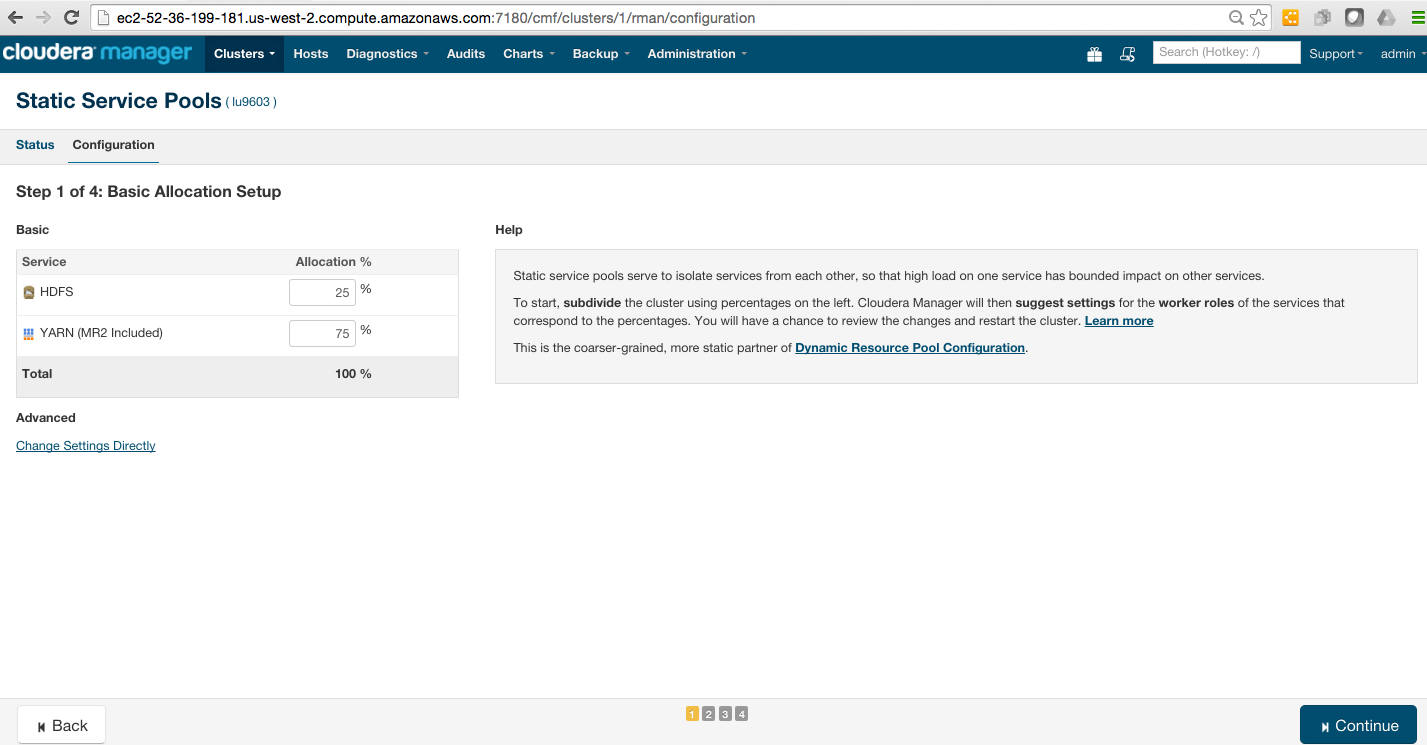 ec2-52-36-199-181.us-west-2.compute.amazonaws.com:7180/cmf/clusters/1/rman/configuration
cloudera manager Clusters Hosts Diagnostics Audits Charts Backup Administration Search (Hotkey: /) Support admin
Static Service Pools ( lu9603 )
Status Configuration
Step 1 of 4: Basic Allocation Setup
Basic
Service Allocation %
HDFS 25 %
YARN (MR2 Included) 75 %
Total 100 %
Advanced
Change Settings Directly
Help
Static service pools serve to isolate services from each other, so that high load on one service has bounded impact on other services.
To start, subdivide the cluster using percentages on the left. Cloudera Manager will then suggest settings for the worker roles of the services that
correspond to the percentages. You will have a chance to review the changes and restart the cluster. Learn more
This is the coarser-grained, more static partner of Dynamic Resource Pool Configuration.
Back 1 2 3 4 Continue